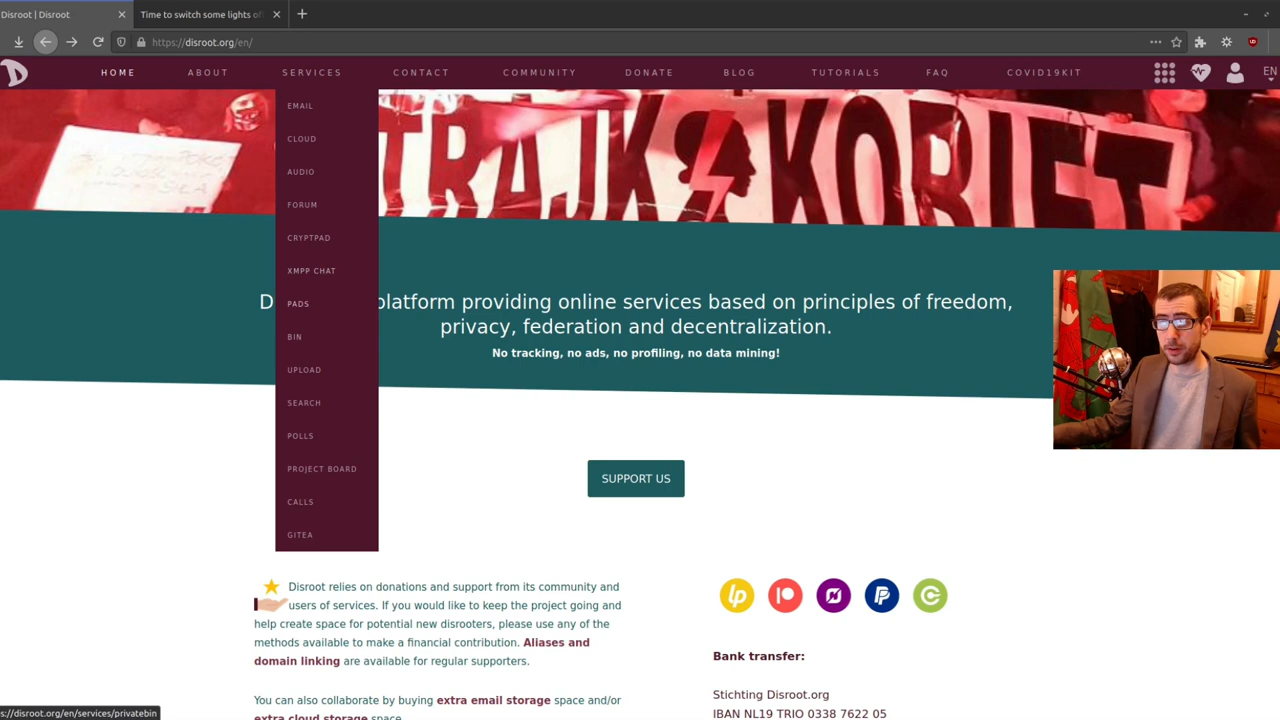 Disroot | Disroot
Time to switch some lights of
https://disroot.org/en/
HOME ABOUT SERVICES CONTACT COMMUNITY DONATE BLOG TUTORIALS FAQ COVID19KIT EN
EMAIL
CLOUD
AUDIO
FORUM
CRYPTPAD
XMPP CHAT
PADS
BIN
UPLOAD
SEARCH
POLLS
PROJECT BOARD
CALLS
GITEA
TRAJK KOBIET
D platform providing online services based on principles of freedom,
privacy, federation and decentralization.
No tracking, no ads, no profiling, no data mining!
SUPPORT US
Disroot relies on donations and support from its community and
users of services. If you would like to keep the project going and
help create space for potential new disrooters, please use any of the
methods available to make a financial contribution. Aliases and
domain linking are available for regular supporters.
You can also collaborate by buying extra email storage space and/or
extra cloud storage space.
lp
Bank transfer:
Stichting Disroot.org
IBAN NL19 TRIO 0338 7622 05
s://disroot.org/en/services/privatebin